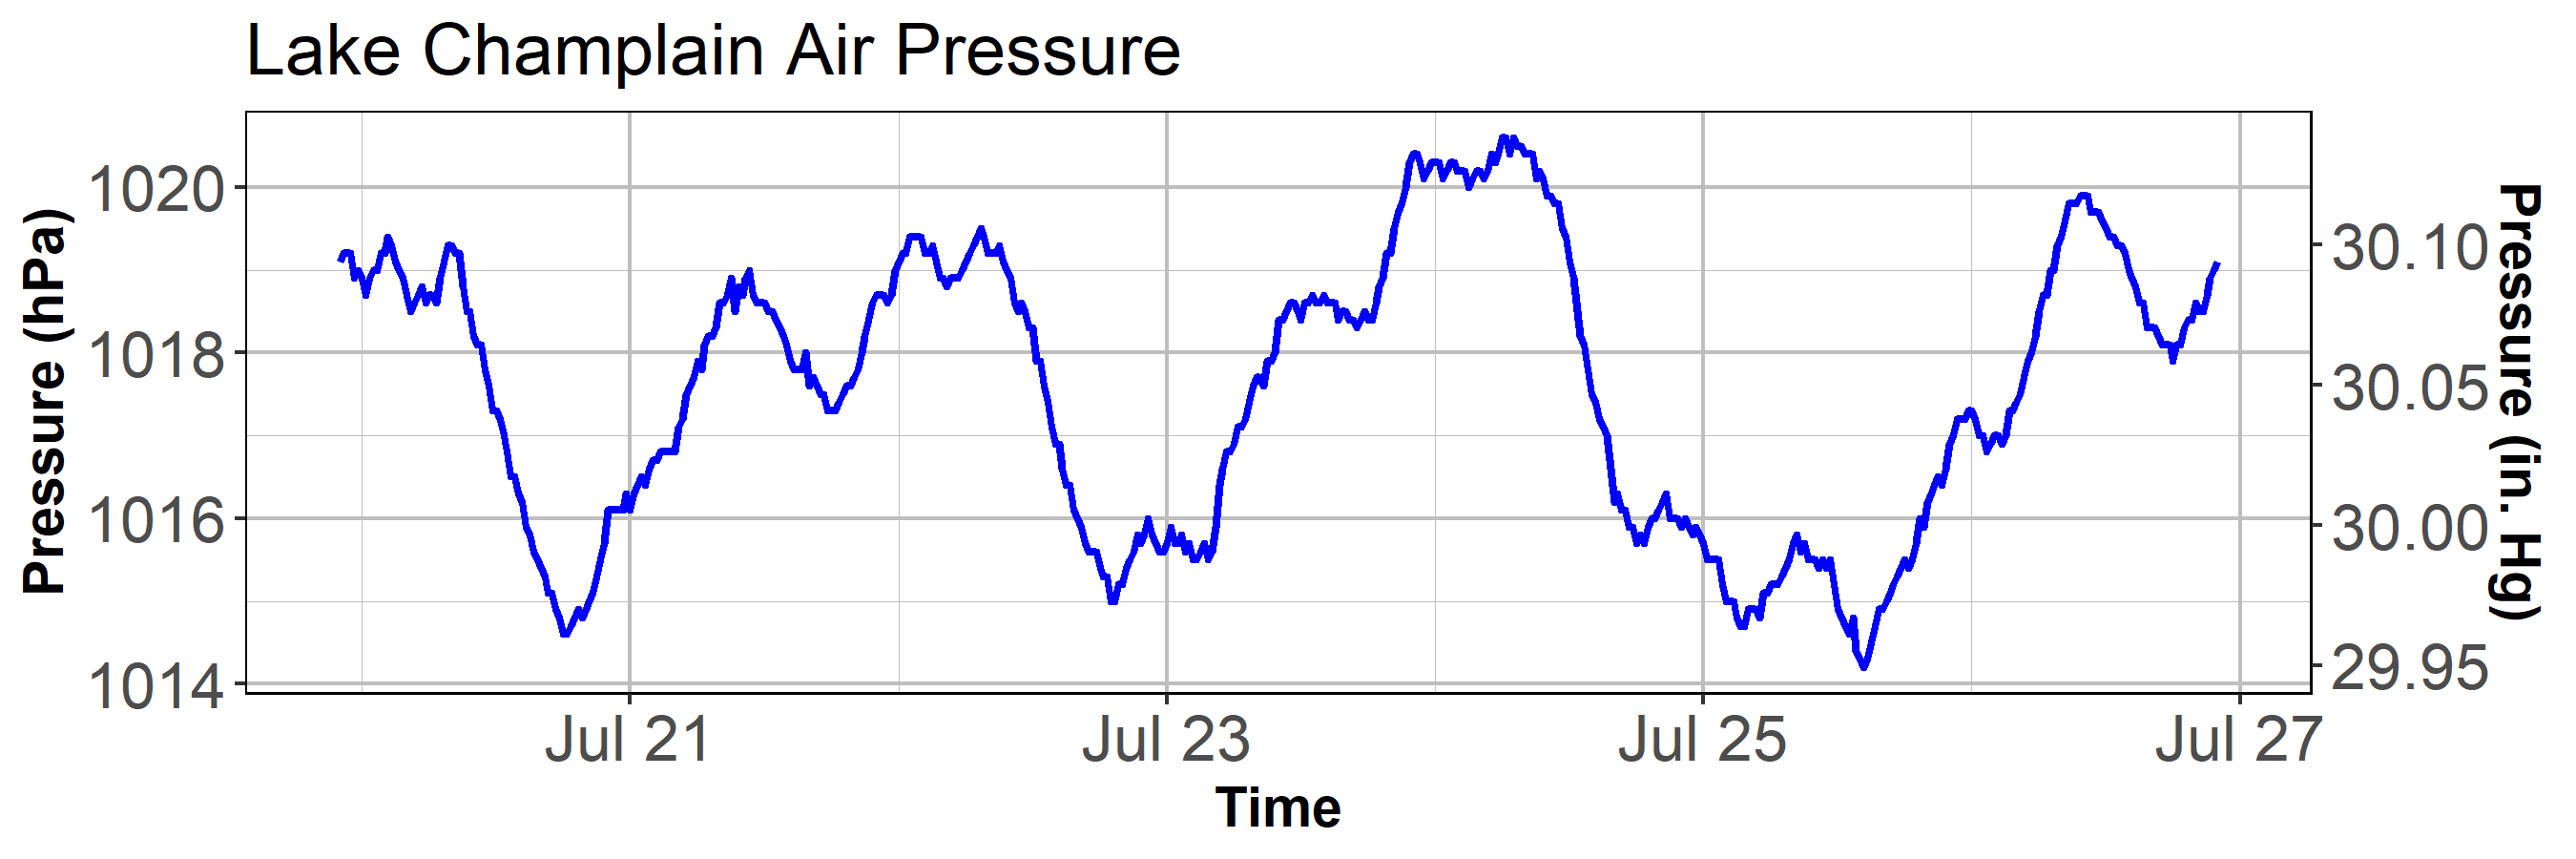 Lake Champlain Air Pressure
Pressure (hPa)
1020
1018
1016
1014
30.10
30.05
30.00
29.95
Pressure (in. Hg)
Jul 21
Jul 23
Jul 25
Jul 27
Time